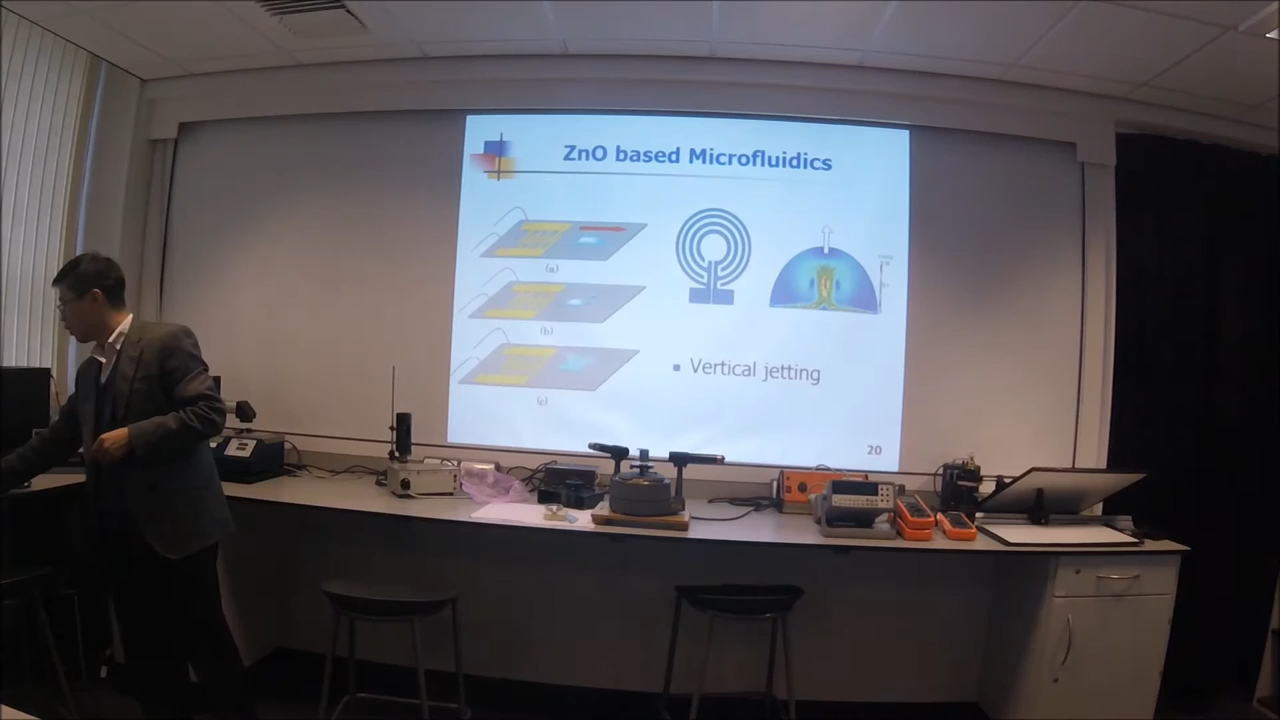 ZnO based Microfluidics
(a)
(b)
(c)
▪ Vertical jetting
20